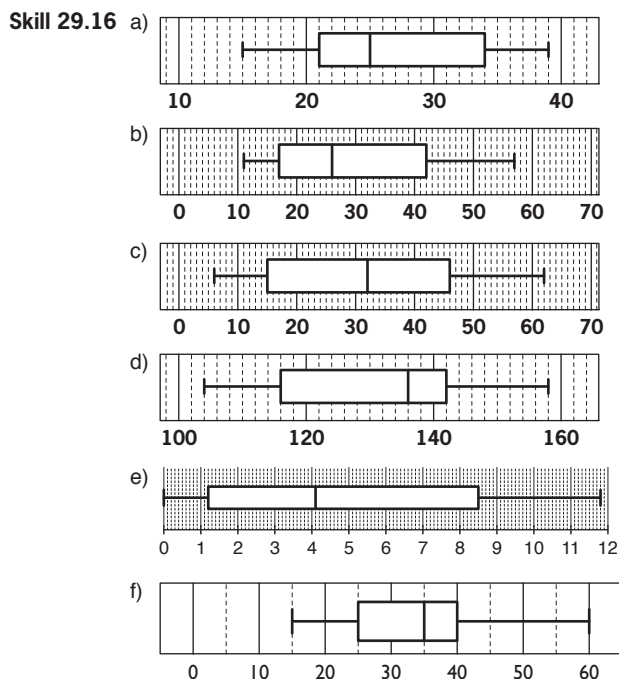 Skill 29.16 a)
10 20 30 40
b)
0 10 20 30 40 50 60 70
c)
0 10 20 30 40 50 60 70
d)
100 120 140 160
e)
0 1 2 3 4 5 6 7 8 9 10 11 12
f)
0 10 20 30 40 50 60